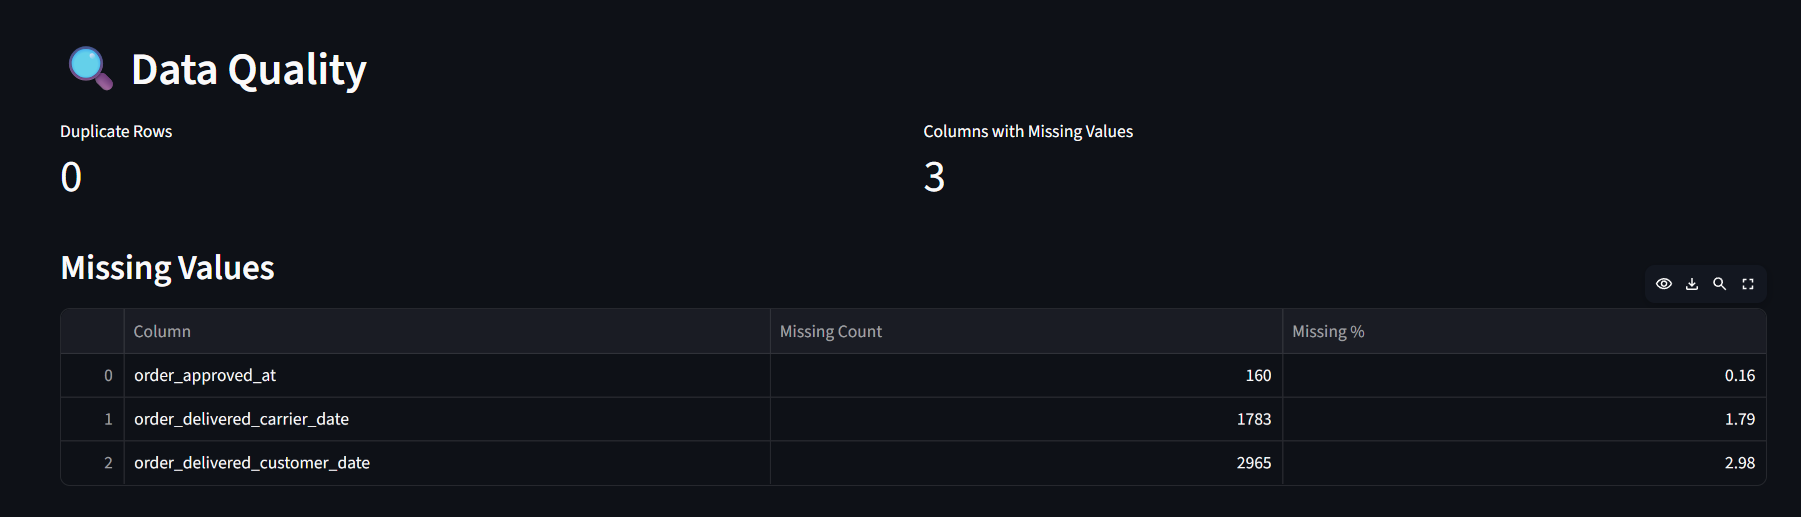 Data Quality
Duplicate Rows
0
Columns with Missing Values
3
Missing Values
Column Missing Count Missing %
0 order_approved_at 160 0.16
1 order_delivered_carrier_date 1783 1.79
2 order_delivered_customer_date 2965 2.98